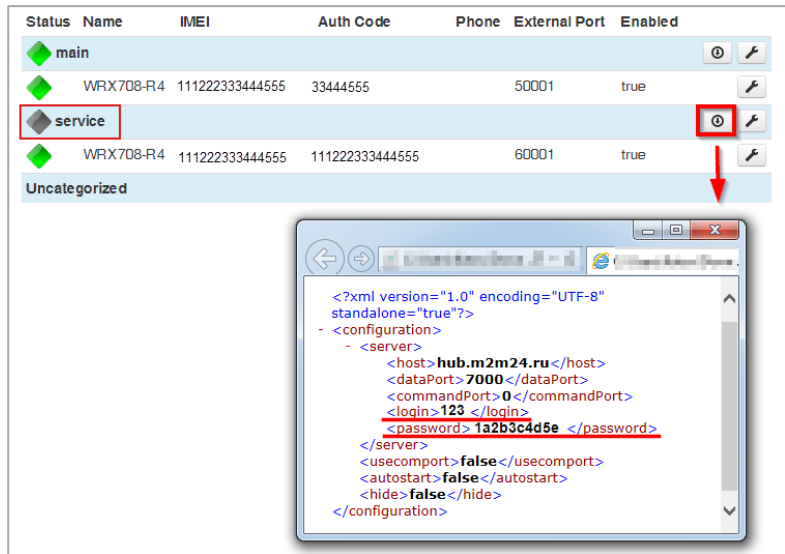 Status Name IMEI Auth Code Phone External Port Enabled
main
WRX708-R4 111222333444555 33444555 50001 true
service
WRX708-R4 111222333444555 111222333444555 60001 true
Uncategorized
<?xml version="1.0" encoding="UTF-8"
standalone="true"?>
- <configuration>
- <server>
<host>hub.m2m24.ru</host>
<dataPort>7000</dataPort>
<commandPort>0</commandPort>
<login>123 </login>
<password> 1a2b3c4d5e </password>
</server>
<usecomport>false</usecomport>
<autostart>false</autostart>
<hide>false</hide>
</configuration>